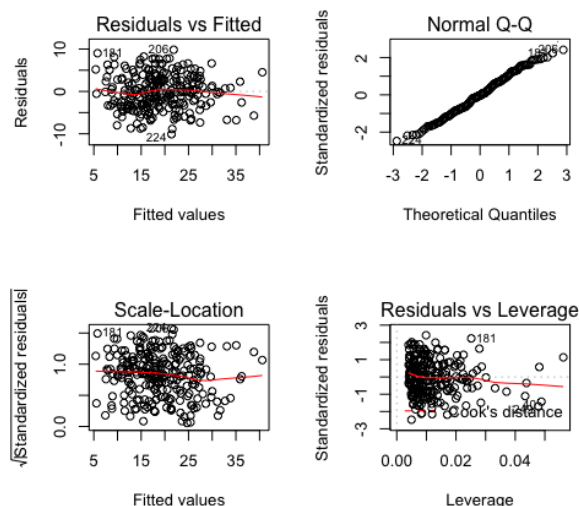 Residuals vs Fitted
Residuals
10
0
-10
181
206
224
5
15
25
35
Fitted values
Normal Q-Q
Standardized residuals
2
0
-2
224
-3
-2
-1
0
1
2
3
Theoretical Quantiles
Scale-Location
√|Standardized residuals|
1.0
0.0
181
5
15
25
35
Fitted values
Residuals vs Leverage
Standardized residuals
3
1
-1
-3
181
240
Cook's distance
0.00
0.02
0.04
Leverage